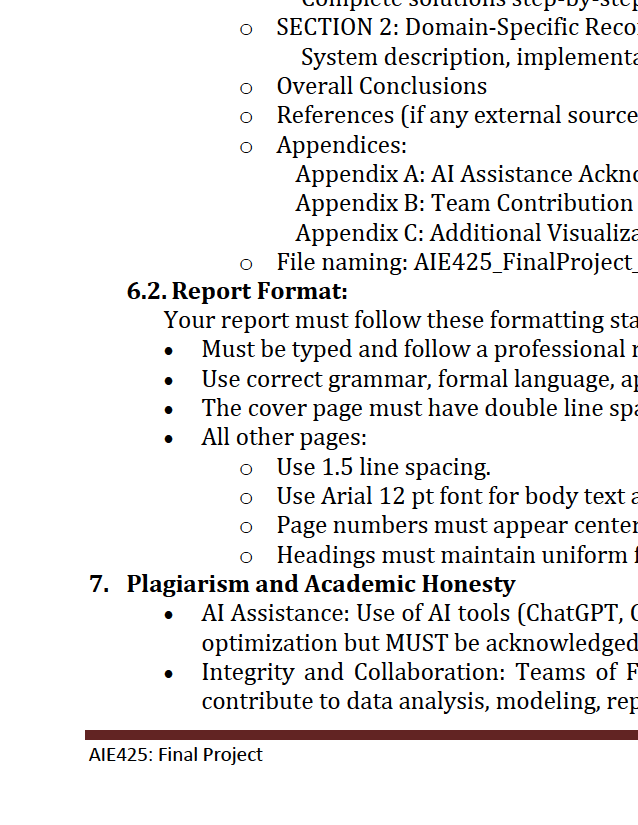 Complete solutions step-by-step
○ SECTION 2: Domain-Specific Reco
System description, implementa
○ Overall Conclusions
○ References (if any external source
○ Appendices:
Appendix A: AI Assistance Ackno
Appendix B: Team Contribution
Appendix C: Additional Visualiza
○ File naming: AIE425_FinalProject_
6.2. Report Format:
Your report must follow these formatting sta
• Must be typed and follow a professional r
• Use correct grammar, formal language, ap
• The cover page must have double line spa
• All other pages:
○ Use 1.5 line spacing.
○ Use Arial 12 pt font for body text a
○ Page numbers must appear center
○ Headings must maintain uniform f
7. Plagiarism and Academic Honesty
• AI Assistance: Use of AI tools (ChatGPT, C
optimization but MUST be acknowledged
• Integrity and Collaboration: Teams of F
contribute to data analysis, modeling, rep
AIE425: Final Project